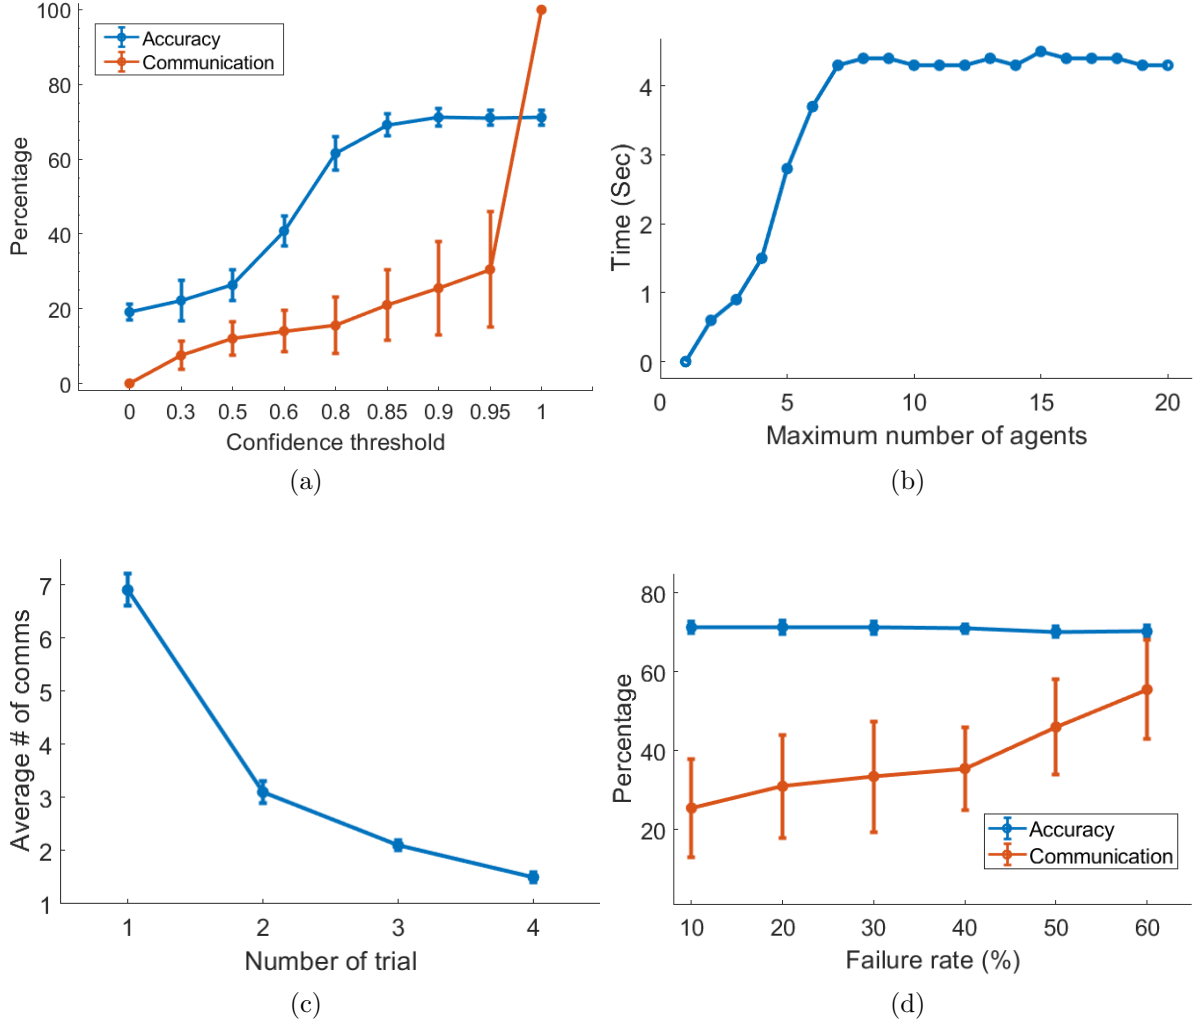 100
80
60
40
20
0
Percentage
Accuracy
Communication
0 0.3 0.5 0.6 0.8 0.85 0.9 0.95 1
Confidence threshold
(a)
4
3
2
1
0
Time (Sec)
0 5 10 15 20
Maximum number of agents
(b)
7
6
5
4
3
2
1
Average # of comms
1 2 3 4
Number of trial
(c)
80
60
40
20
Percentage
Accuracy
Communication
10 20 30 40 50 60
Failure rate (%)
(d)